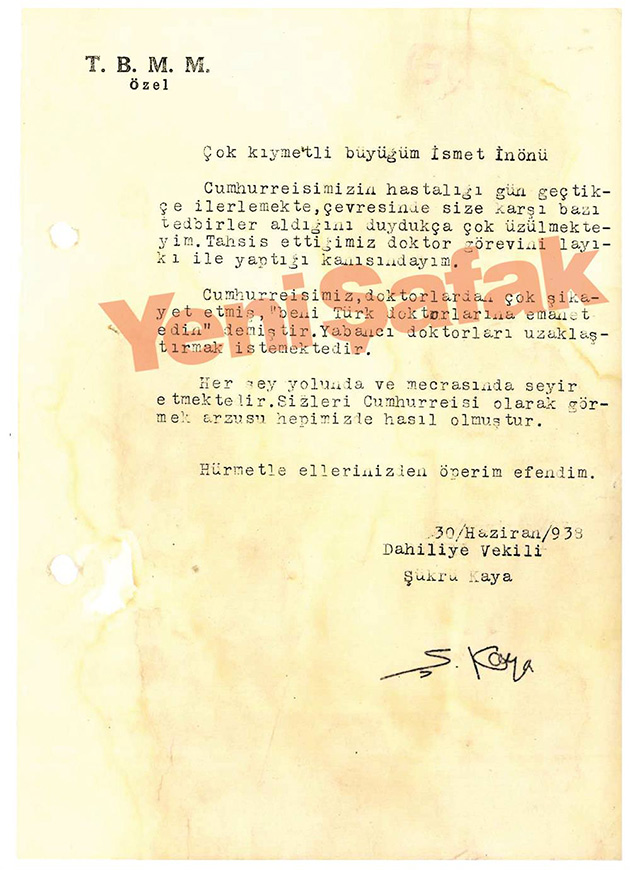 T. B. M. M.
özel
Çok kıymetli büyüğüm İsmet İnönü
Cumhurreisimizin hastalığı gün geçtik-
çe ilerlemekte,çevresinde size karşı bazı
tedbirler aldığını duydukça çok üzülmekte-
yim.Tahsis ettiğimiz doktor görevini layı-
kı ile yaptığı kanısındayım.
Cumhurreisimiz,doktorlardan çok şika-
yet etmiş,"beni Türk doktorlarına emanet
edin" demiştir.Yabancı doktorları uzaklaş-
tırmak istemektedir.
Her şey yolunda ve mecrasında seyir
etmektedir.Sizleri Cumhurreisi olarak gör-
mek arzusu hepimizde hasıl olmuştur.
Hürmetle ellerinizden öperim efendim.
30/Haziran/938
Dahiliye Vekili
Şükrü Kaya
Ş. Kaya
Yeni Şafak